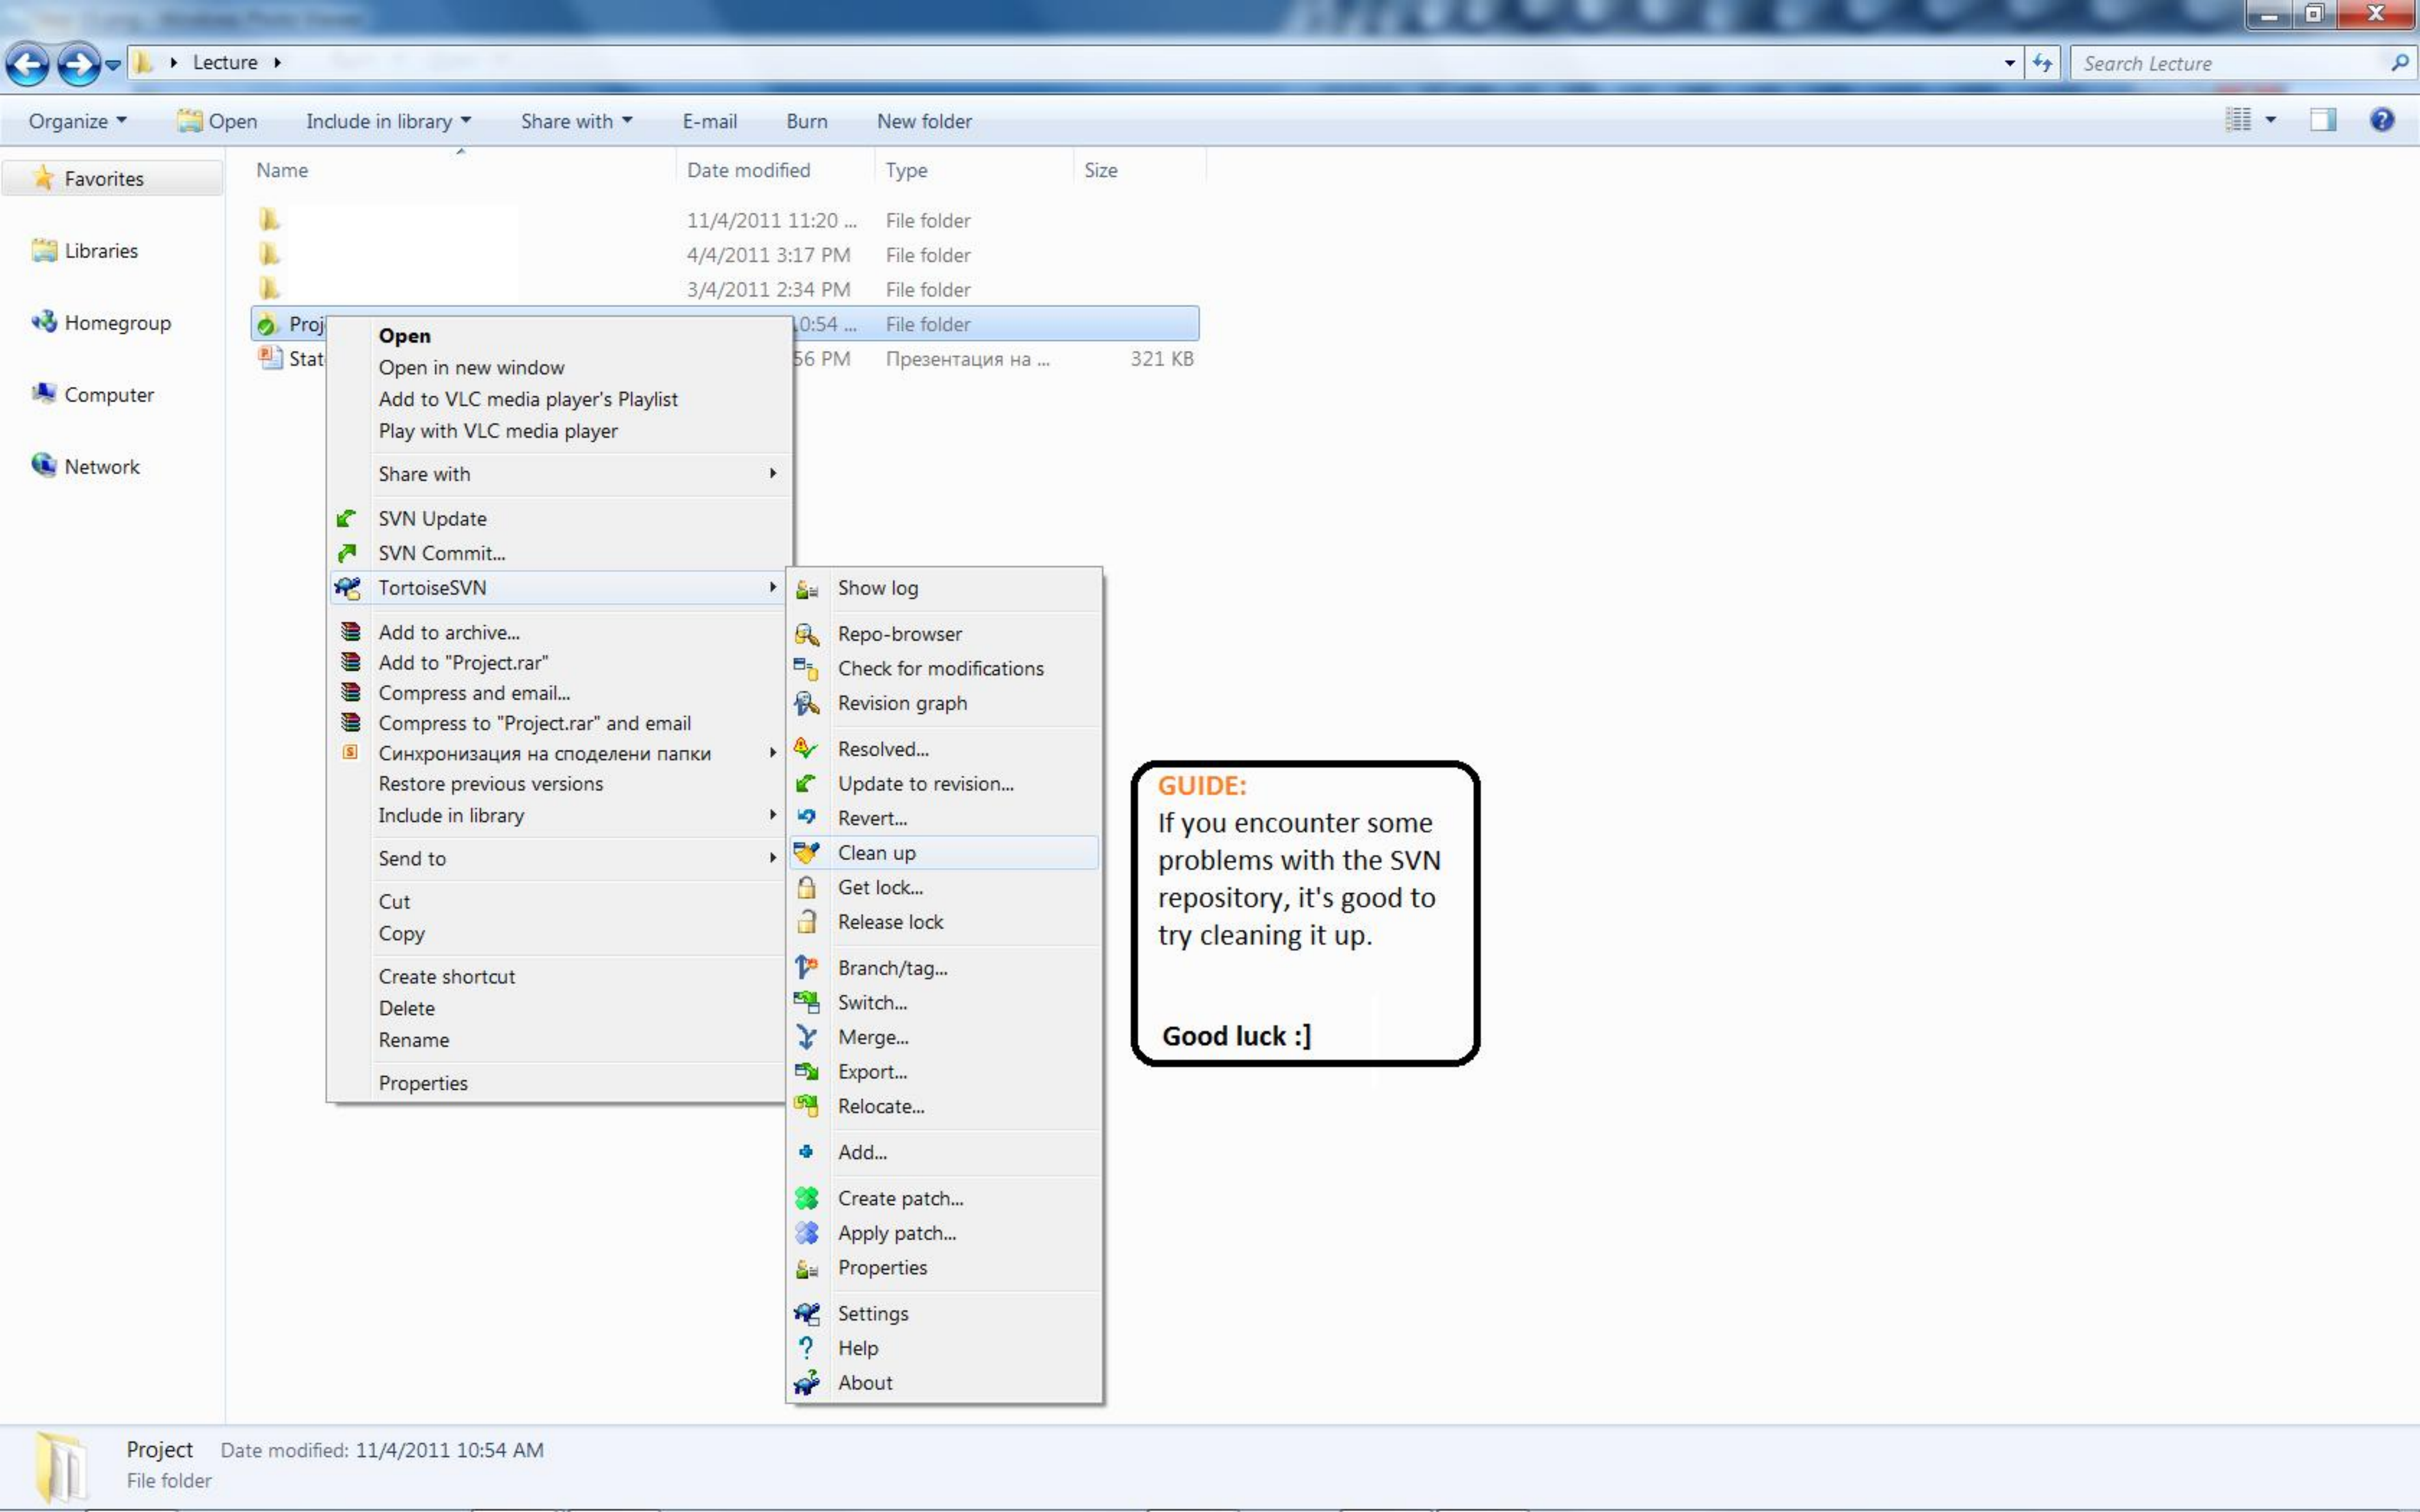 Lecture
Search Lecture
Organize Open Include in library Share with E-mail Burn New folder
Name Date modified Type Size
Favorites
Libraries
Homegroup
Computer
Network
11/4/2011 11:20 ... File folder
4/4/2011 3:17 PM File folder
3/4/2011 2:34 PM File folder
Proj 0:54 ... File folder
Stat 56 PM Презентация на ... 321 KB
Open
Open in new window
Add to VLC media player's Playlist
Play with VLC media player
Share with
SVN Update
SVN Commit...
TortoiseSVN
Add to archive...
Add to "Project.rar"
Compress and email...
Compress to "Project.rar" and email
Синхронизация на споделени папки
Restore previous versions
Include in library
Send to
Cut
Copy
Create shortcut
Delete
Rename
Properties
Show log
Repo-browser
Check for modifications
Revision graph
Resolved...
Update to revision...
Revert...
Clean up
Get lock...
Release lock
Branch/tag...
Switch...
Merge...
Export...
Relocate...
Add...
Create patch...
Apply patch...
Properties
Settings
Help
About
GUIDE:
If you encounter some
problems with the SVN
repository, it's good to
try cleaning it up.
Good luck :]
Project Date modified: 11/4/2011 10:54 AM
File folder